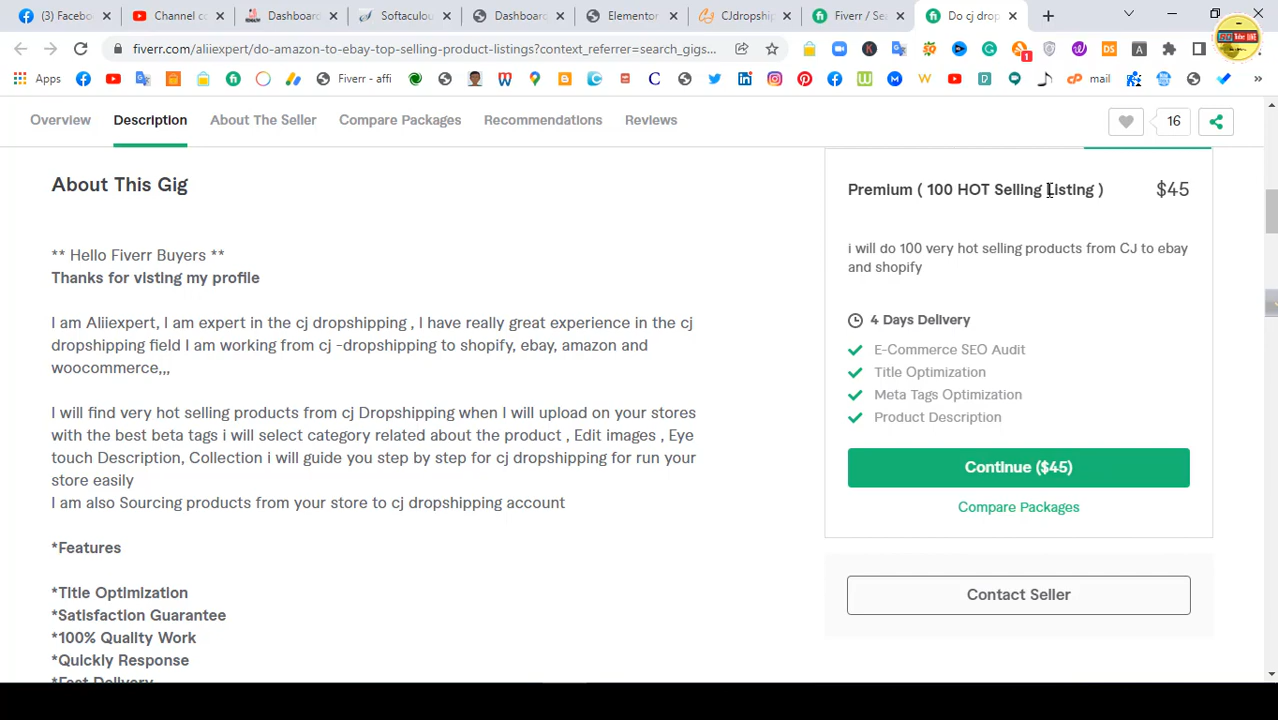 Facebo
Channel co
Dashboard
Softaculou
Dashboard
Elementor
CJdropship
Fiverr / Sea
Do cj drop
fiverr.com/aliiexpert/do-amazon-to-ebay-top-selling-product-listings?context_referrer=search_gigs...
Apps
Fiverr - affi
mail
Overview
Description
About The Seller
Compare Packages
Recommendations
Reviews
16
About This Gig
** Hello Fiverr Buyers **
Thanks for visting my profile
I am Aliiexpert, I am expert in the cj dropshipping , I have really great experience in the cj
dropshipping field I am working from cj -dropshipping to shopify, ebay, amazon and
woocommerce,,,
I will find very hot selling products from cj Dropshipping when I will upload on your stores
with the best beta tags i will select category related about the product , Edit images , Eye
touch Description, Collection i will guide you step by step for cj dropshipping for run your
store easily
I am also Sourcing products from your store to cj dropshipping account
*Features
*Title Optimization
*Satisfaction Guarantee
*100% Quality Work
*Quickly Response
*Fast Delivery
Premium ( 100 HOT Selling Listing )
$45
i will do 100 very hot selling products from CJ to ebay
and shopify
4 Days Delivery
E-Commerce SEO Audit
Title Optimization
Meta Tags Optimization
Product Description
Continue ($45)
Compare Packages
Contact Seller